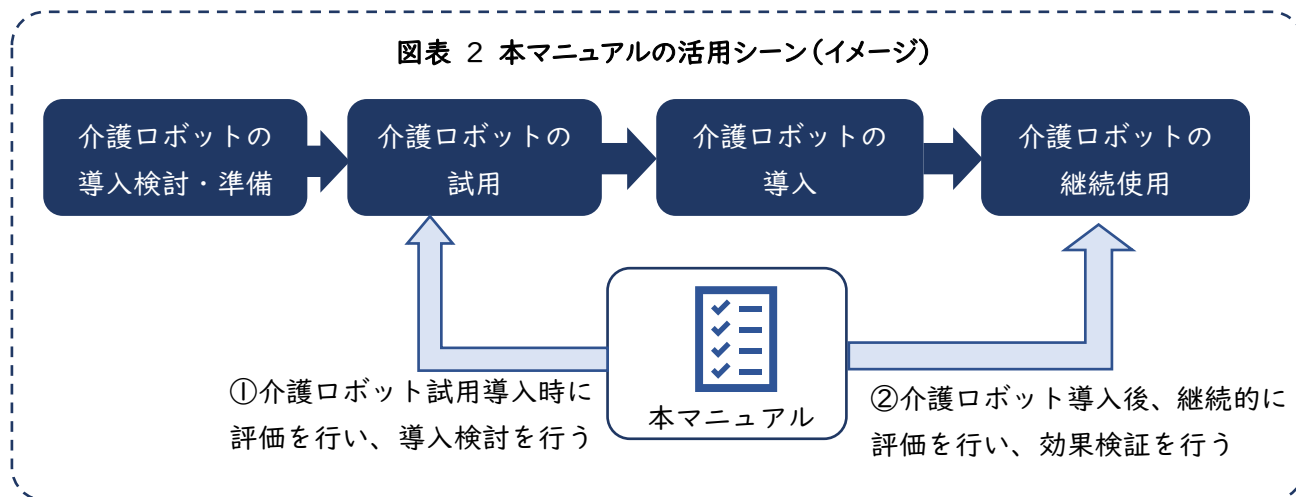 図表 2 本マニュアルの活用シーン(イメージ)
介護ロボットの
導入検討・準備
介護ロボットの
試用
介護ロボットの
導入
介護ロボットの
継続使用
①介護ロボット試用導入時に
評価を行い、導入検討を行う
本マニュアル
②介護ロボット導入後、継続的に
評価を行い、効果検証を行う